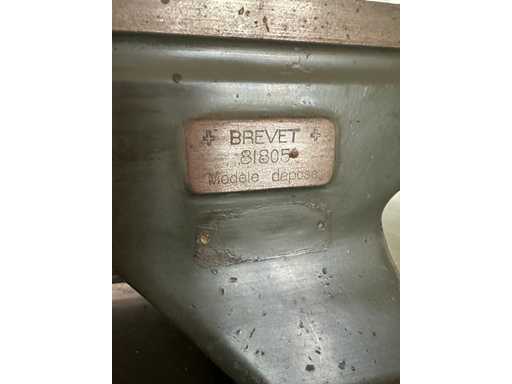 ✚ BREVET ✚
81805
Modèle déposé